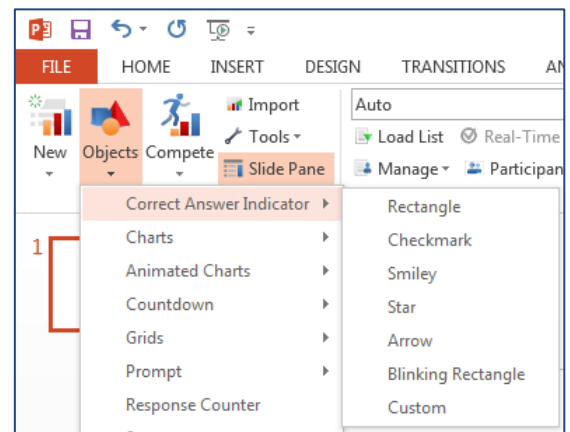 FILE HOME INSERT DESIGN TRANSITIONS AN
Import Auto
Tools Load List Real-Time
New Objects Compete Slide Pane Manage Participan
Correct Answer Indicator Rectangle
1 Charts Checkmark
Animated Charts Smiley
Countdown Star
Grids Arrow
Prompt Blinking Rectangle
Response Counter Custom